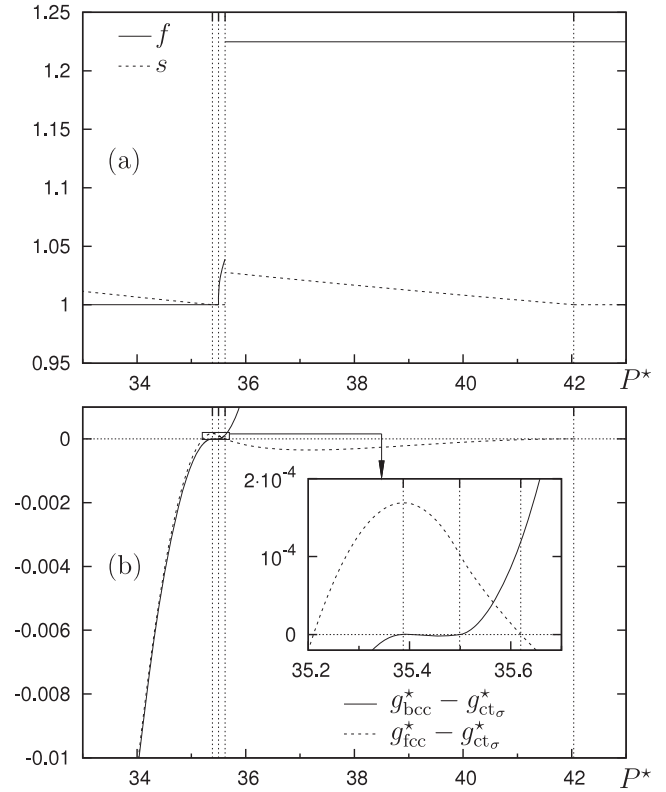 1.25
f
s
1.2
1.15
(a)
1.1
1.05
1
0.95
34 36 38 40 42 P⋆
0
-0.002
-0.004
-0.006
(b)
-0.008
-0.01
2·10⁻⁴
10⁻⁴
0
35.2 35.4 35.6
g⋆bcc − g⋆ctσ
g⋆fcc − g⋆ctσ
34 36 38 40 42 P⋆